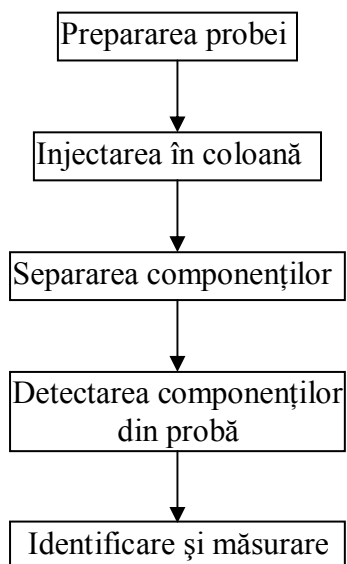 Prepararea probei
Injectarea în coloană
Separarea componenților
Detectarea componenților
din probă
Identificare şi măsurare